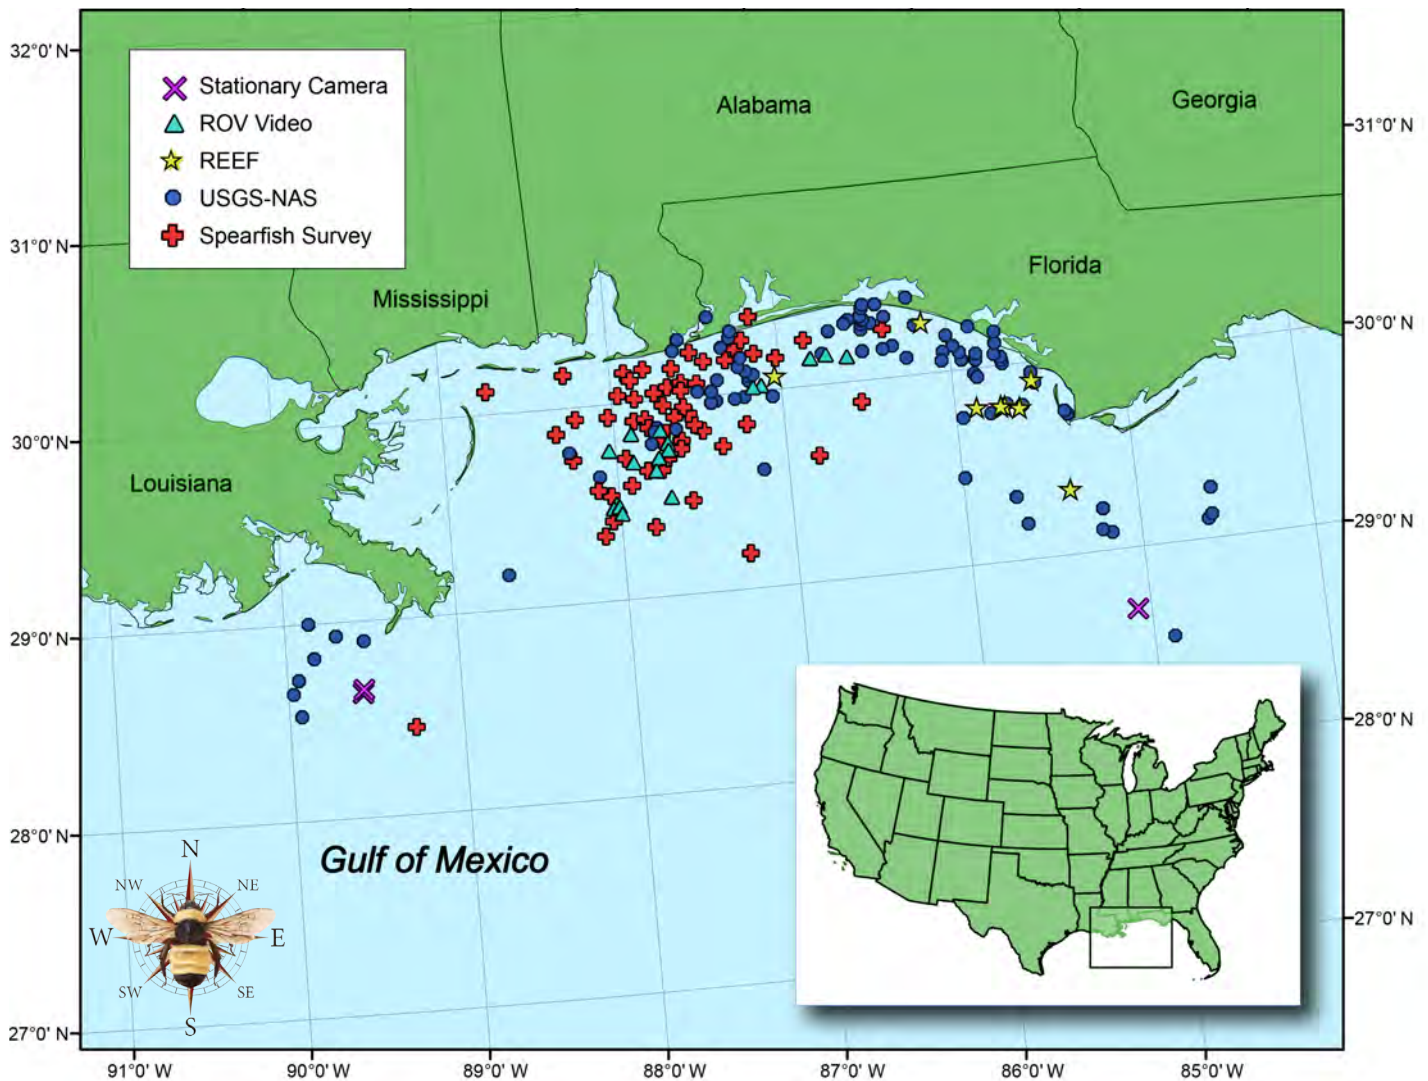 32°0' N
Stationary Camera
ROV Video
REEF
USGS-NAS
Spearfish Survey
Alabama
Georgia
31°0' N
31°0' N
Mississippi
Florida
30°0' N
30°0' N
Louisiana
29°0' N
29°0' N
28°0' N
28°0' N
Gulf of Mexico
N
NW
NE
W
E
SW
SE
S
27°0' N
27°0' N
91°0' W
90°0' W
89°0' W
88°0' W
87°0' W
86°0' W
85°0' W